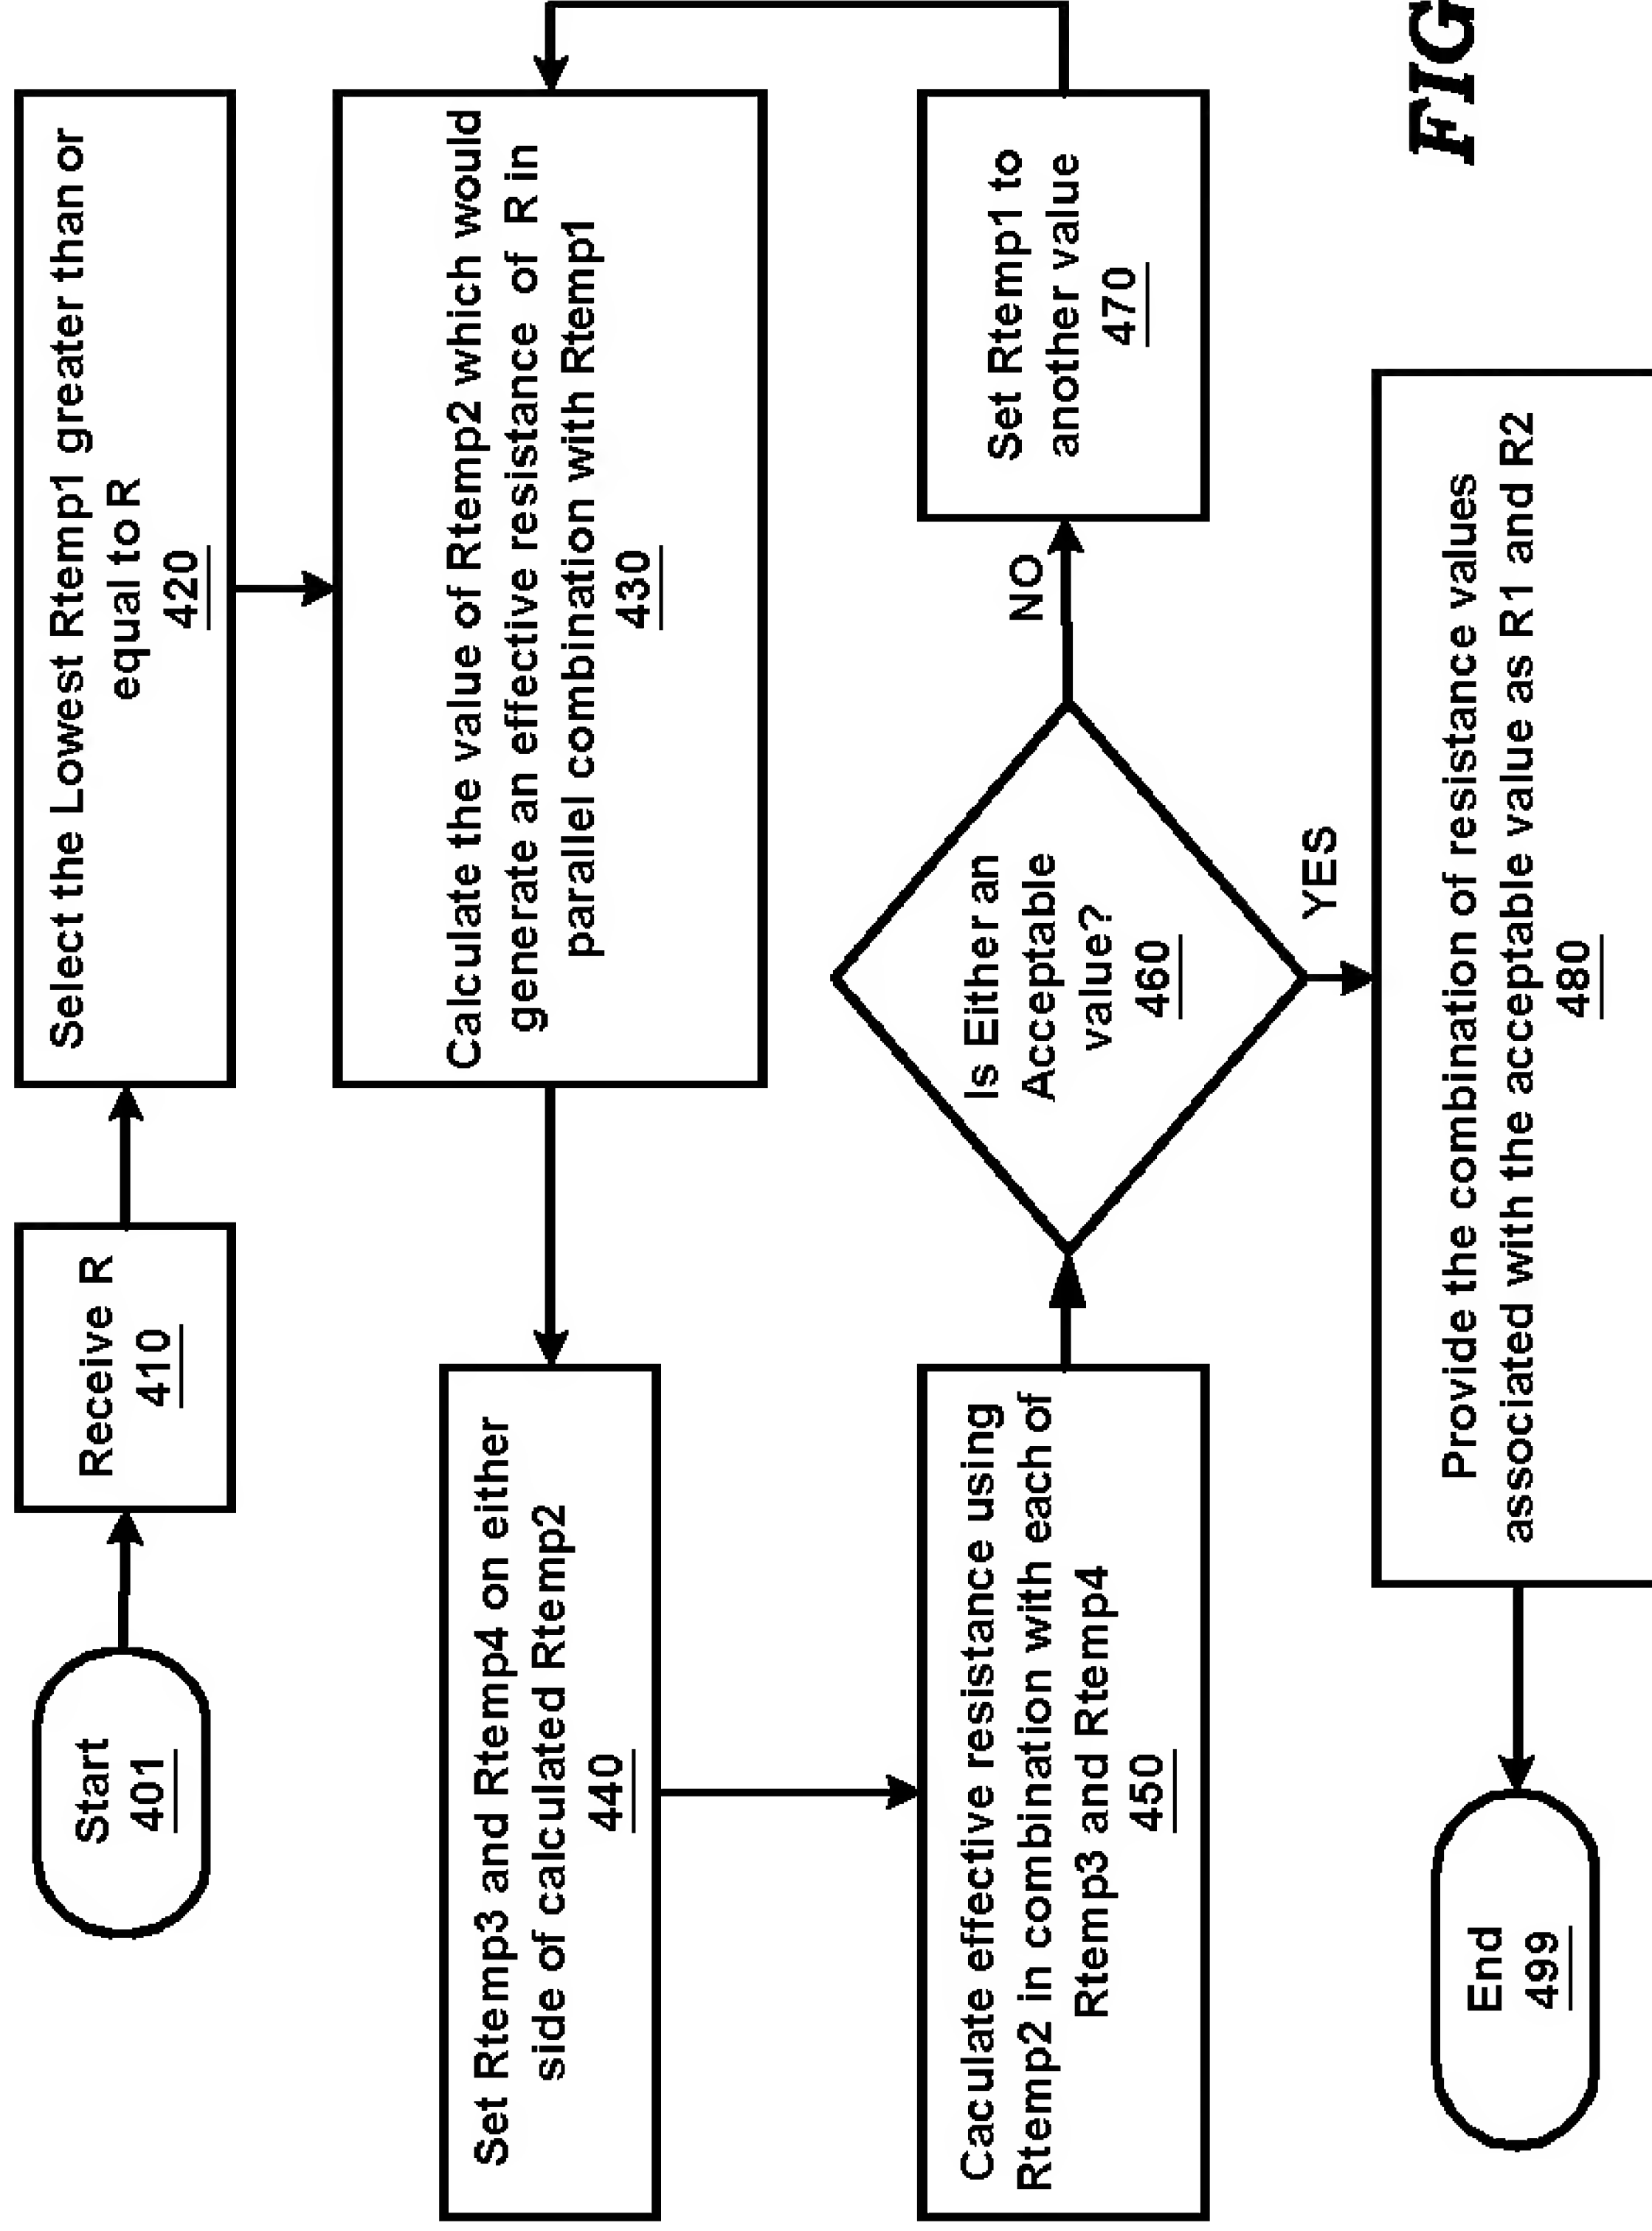 Start
401
Receive R
410
Select the Lowest Rtemp1 greater than or
equal to R
420
Calculate the value of Rtemp2 which would
generate an effective resistance of R in
parallel combination with Rtemp1
430
Set Rtemp3 and Rtemp4 on either
side of calculated Rtemp2
440
Caculate effective resistance using
Rtemp2 in combination with each of
Rtemp3 and Rtemp4
450
Is Either an
Acceptable
value?
460
NO
YES
Set Rtemp1 to
another value
470
Provide the combination of resistance values
associated with the acceptable value as R1 and R2
480
End
499
FIG